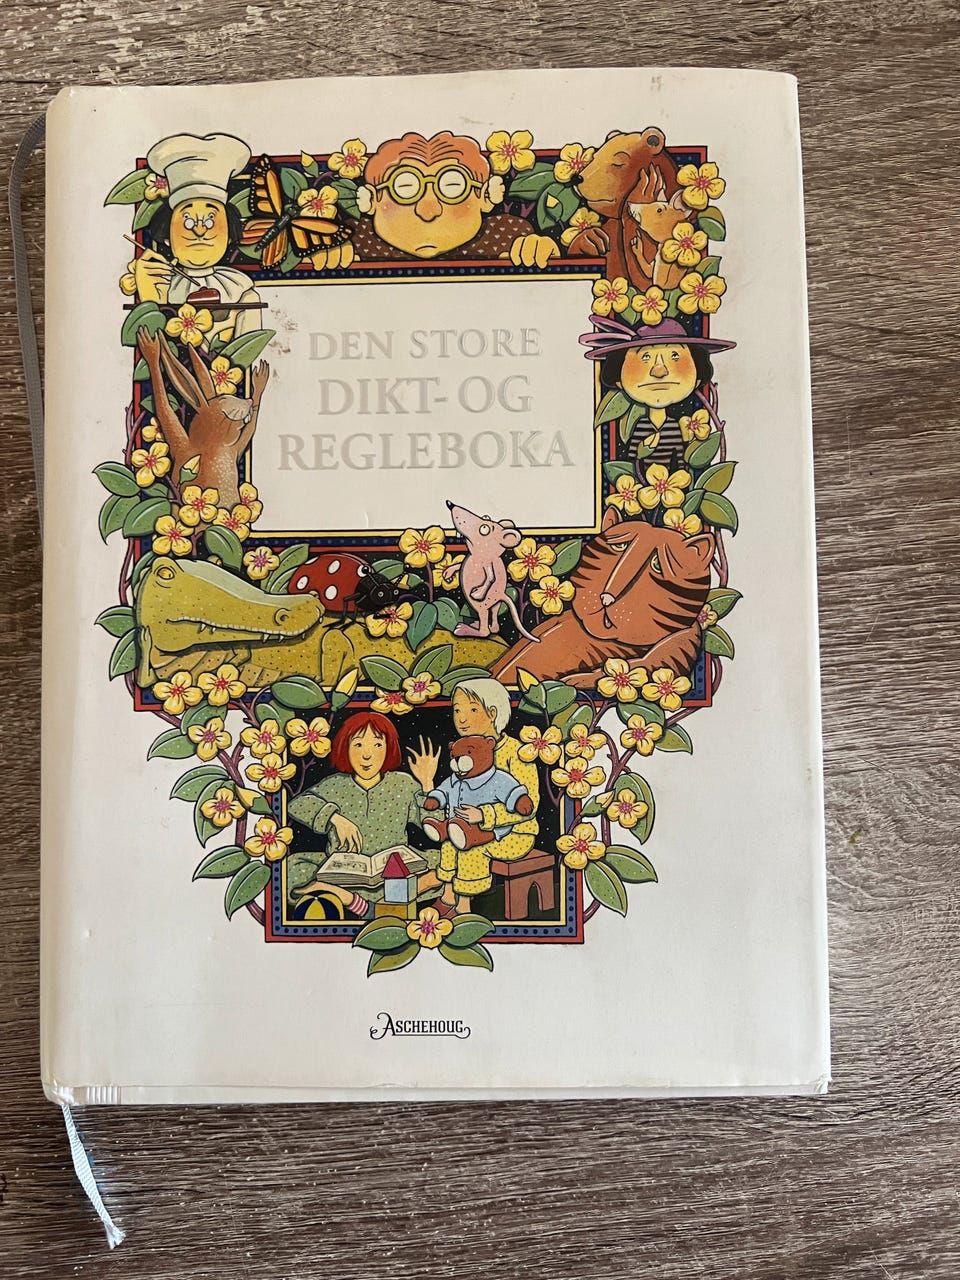 DEN STORE
DIKT- OG
REGLEBOKA
ASCHEHOUG